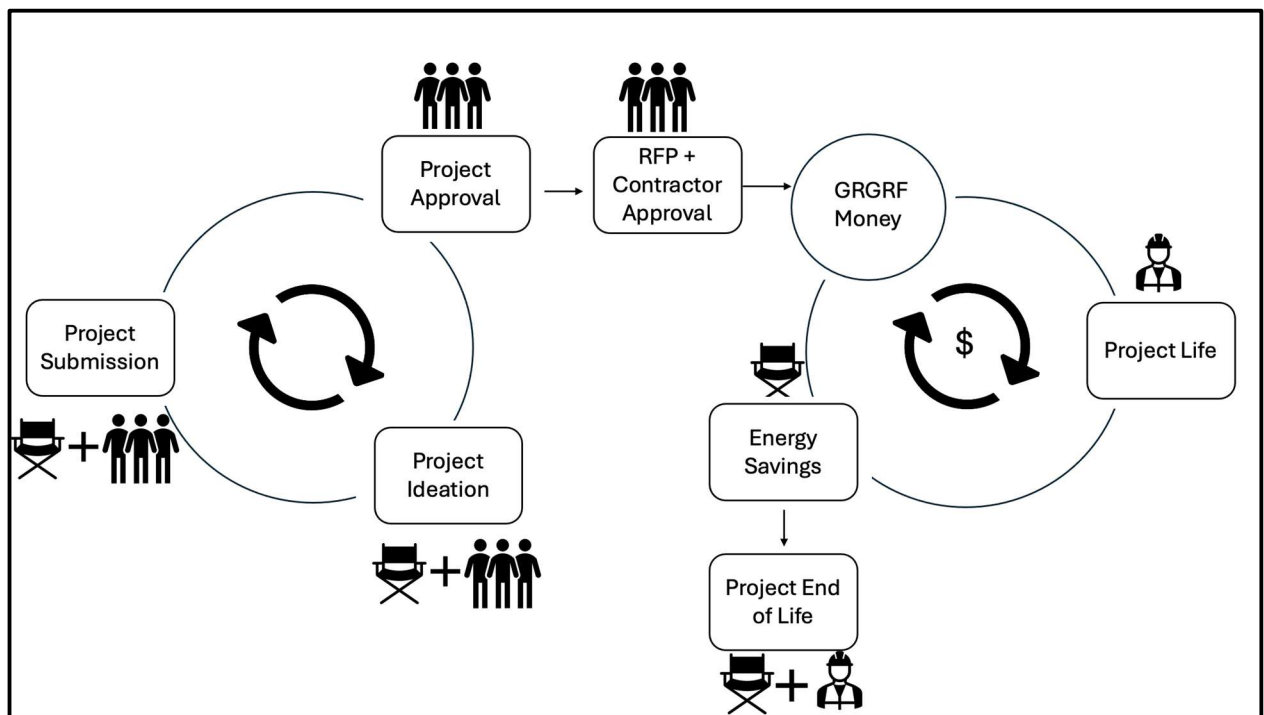 Project
Approval
RFP +
Contractor
Approval
GRGRF
Money
Project
Submission
Project
Ideation
+
+
$
Project Life
Energy
Savings
Project End
of Life
+